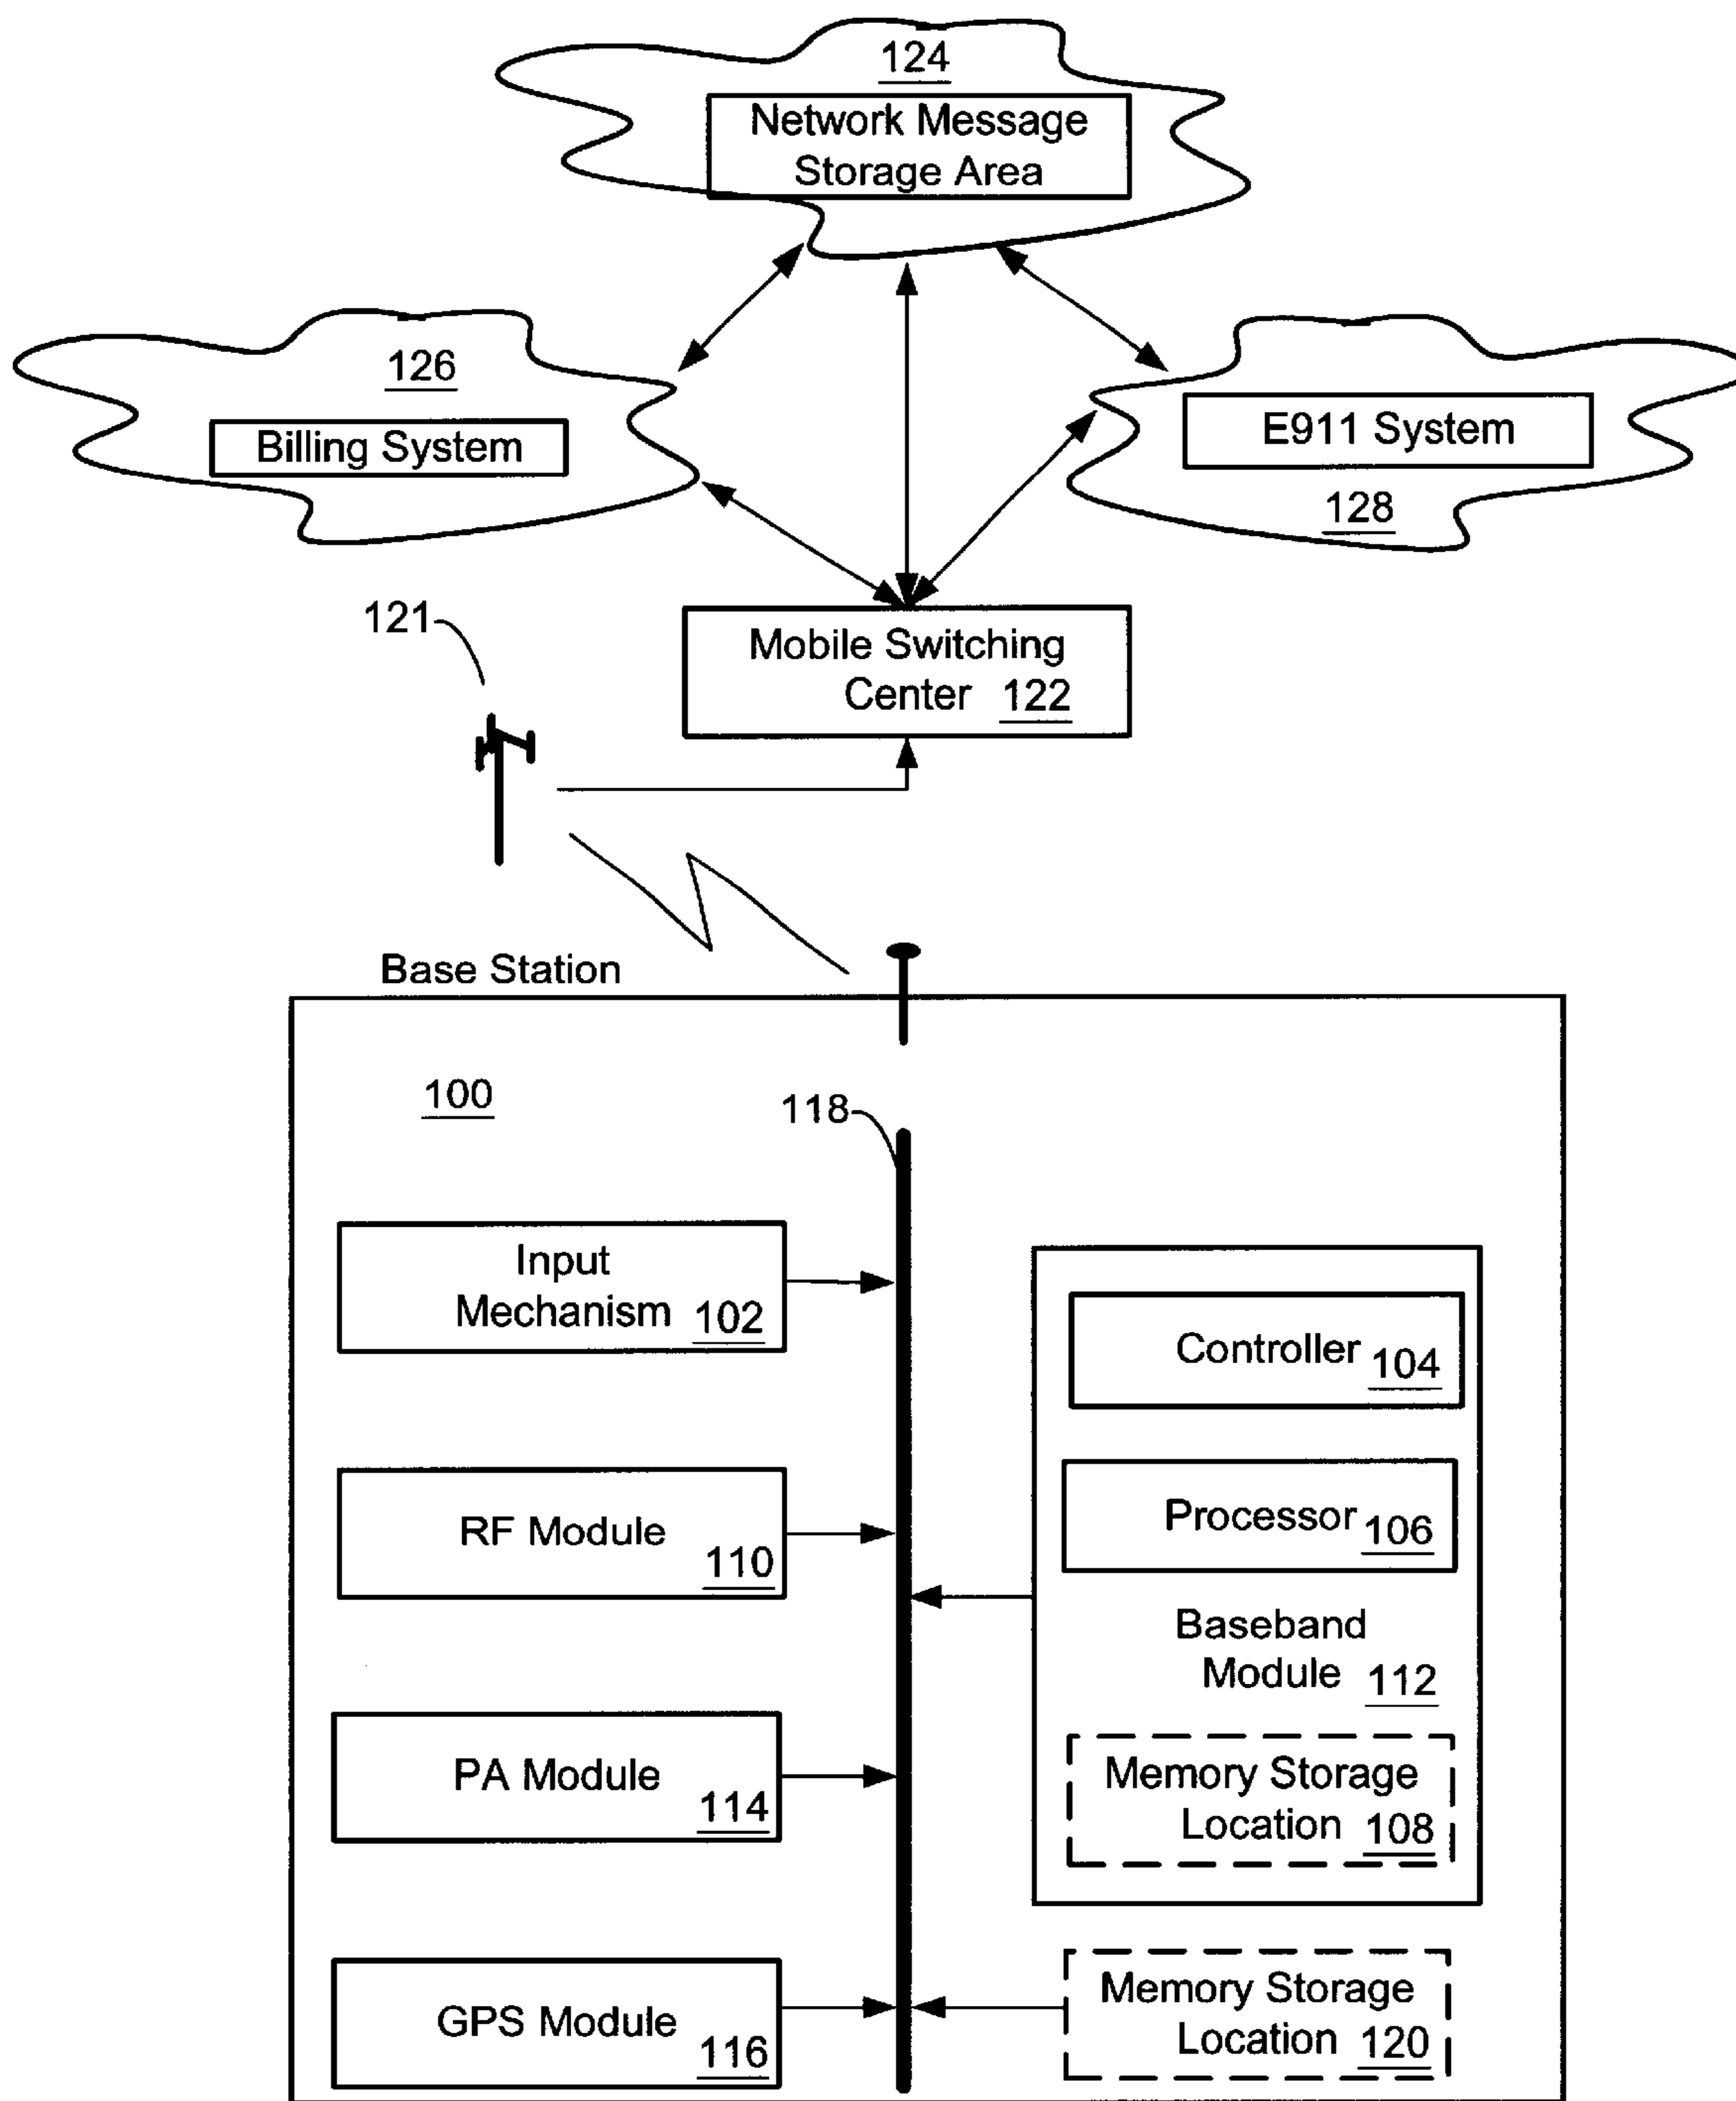 124
Network Message
Storage Area
126
Billing System
E911 System
128
121
Mobile Switching
Center 122
Base Station
100
118
Input
Mechanism 102
Controller 104
RF Module 110
Processor 106
Baseband
Module 112
PA Module 114
Memory Storage
Location 108
GPS Module 116
Memory Storage
Location 120